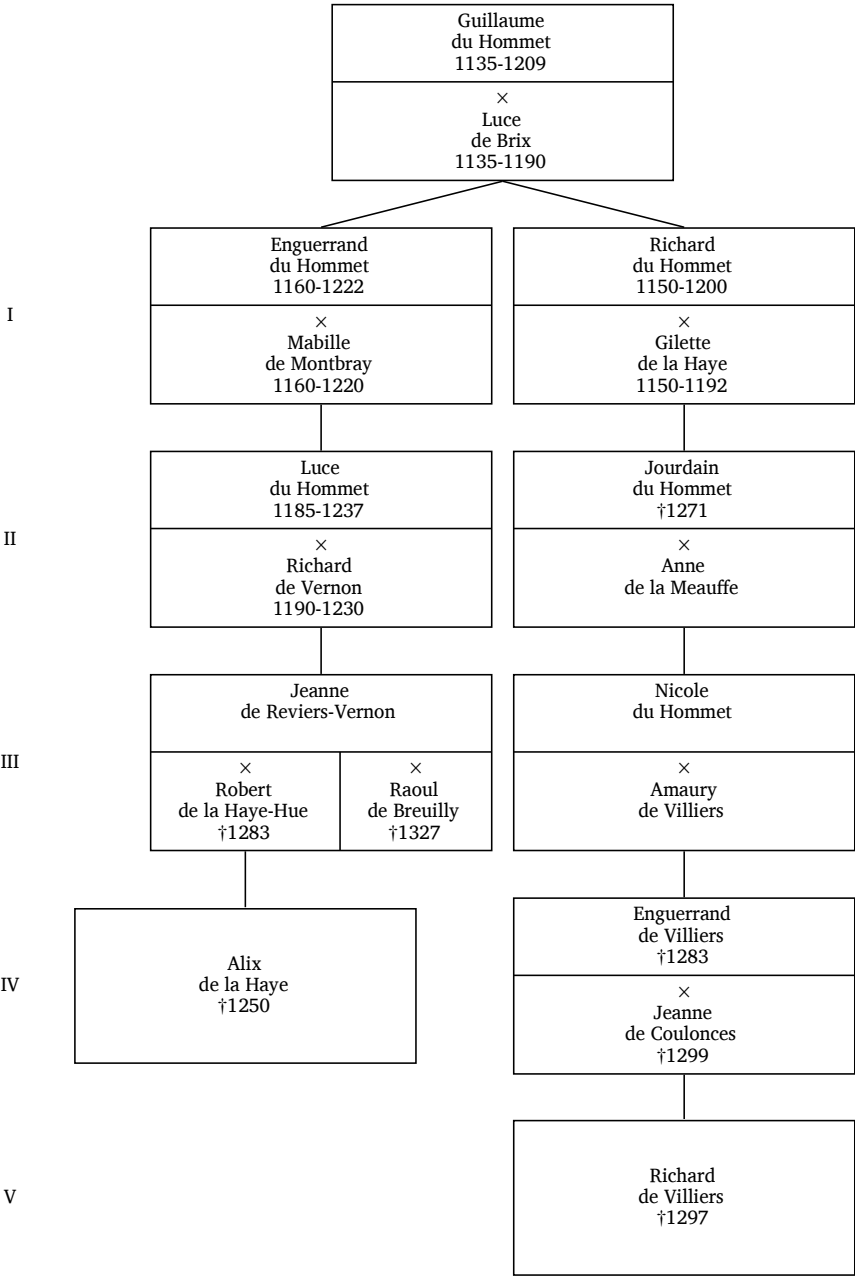 Guillaume
du Hommet
1135-1209
×
Luce
de Brix
1135-1190
I
Enguerrand
du Hommet
1160-1222
×
Mabille
de Montbray
1160-1220
Richard
du Hommet
1150-1200
×
Gilette
de la Haye
1150-1192
II
Luce
du Hommet
1185-1237
×
Richard
de Vernon
1190-1230
Jourdain
du Hommet
†1271
×
Anne
de la Meauffe
III
Jeanne
de Reviers-Vernon
×
Robert
de la Haye-Hue
†1283
×
Raoul
de Breuilly
†1327
Nicole
du Hommet
×
Amaury
de Villiers
IV
Alix
de la Haye
†1250
Enguerrand
de Villiers
†1283
×
Jeanne
de Coulonces
†1299
V
Richard
de Villiers
†1297